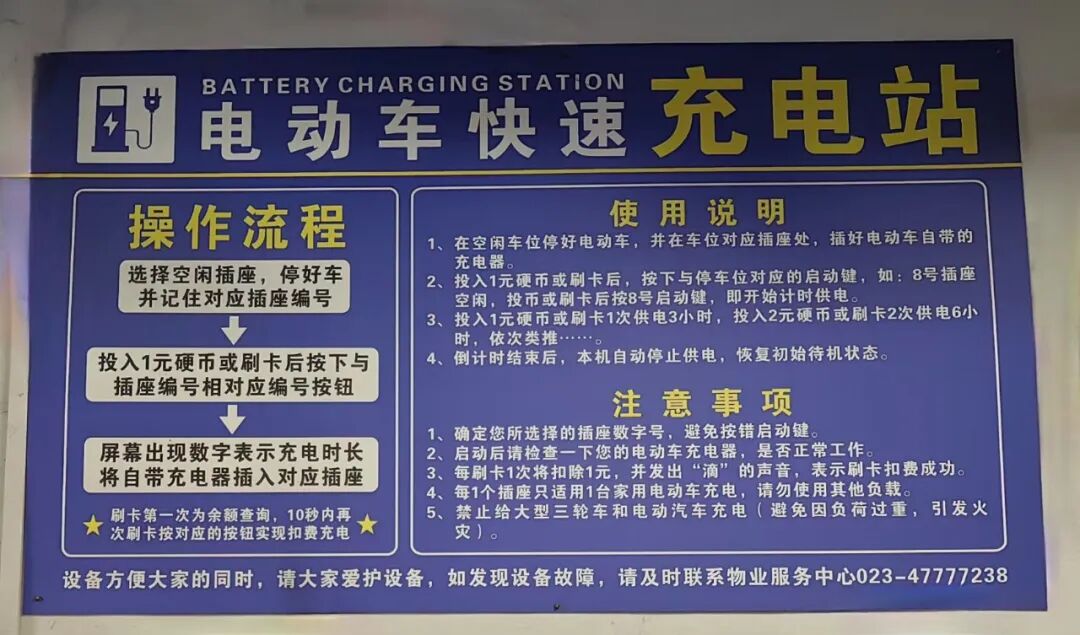 BATTERY CHARGING STATION
电动车快速充电站
操作流程
选择空闲插座，停好车
并记住对应插座编号
投入1元硬币或刷卡后按下与
插座编号相对应编号按钮
屏幕出现数字表示充电时长
将自带充电器插入对应插座
刷卡第一次为余额查询，10秒内再
次刷卡按对应的按钮实现扣费充电
使用说明
1、在空闲车位停好电动车，并在车位对应插座处，插好电动车自带的
充电器。
2、投入1元硬币或刷卡后，按下与停车位对应的启动键，如：8号插座
空闲，投币或刷卡后按8号启动键，即开始计时供电。
3、投入1元硬币或刷卡1次供电3小时，投入2元硬币或刷卡2次供电6小
时，依次类推……。
4、倒计时结束后，本机自动停止供电，恢复初始待机状态。
注意事项
1、确定您所选择的插座数字号，避免按错启动键。
2、启动后请检查一下您的电动车充电器，是否正常工作。
3、每刷卡1次将扣除1元，并发出“滴”的声音，表示刷卡扣费成功。
4、每1个插座只适用1台家用电动车充电，请勿使用其他负载。
5、禁止给大型三轮车和电动汽车充电（避免因负荷过重，引发火
灾）。
设备方便大家的同时，请大家爱护设备，如发现设备故障，请及时联系物业服务中心023-47777238